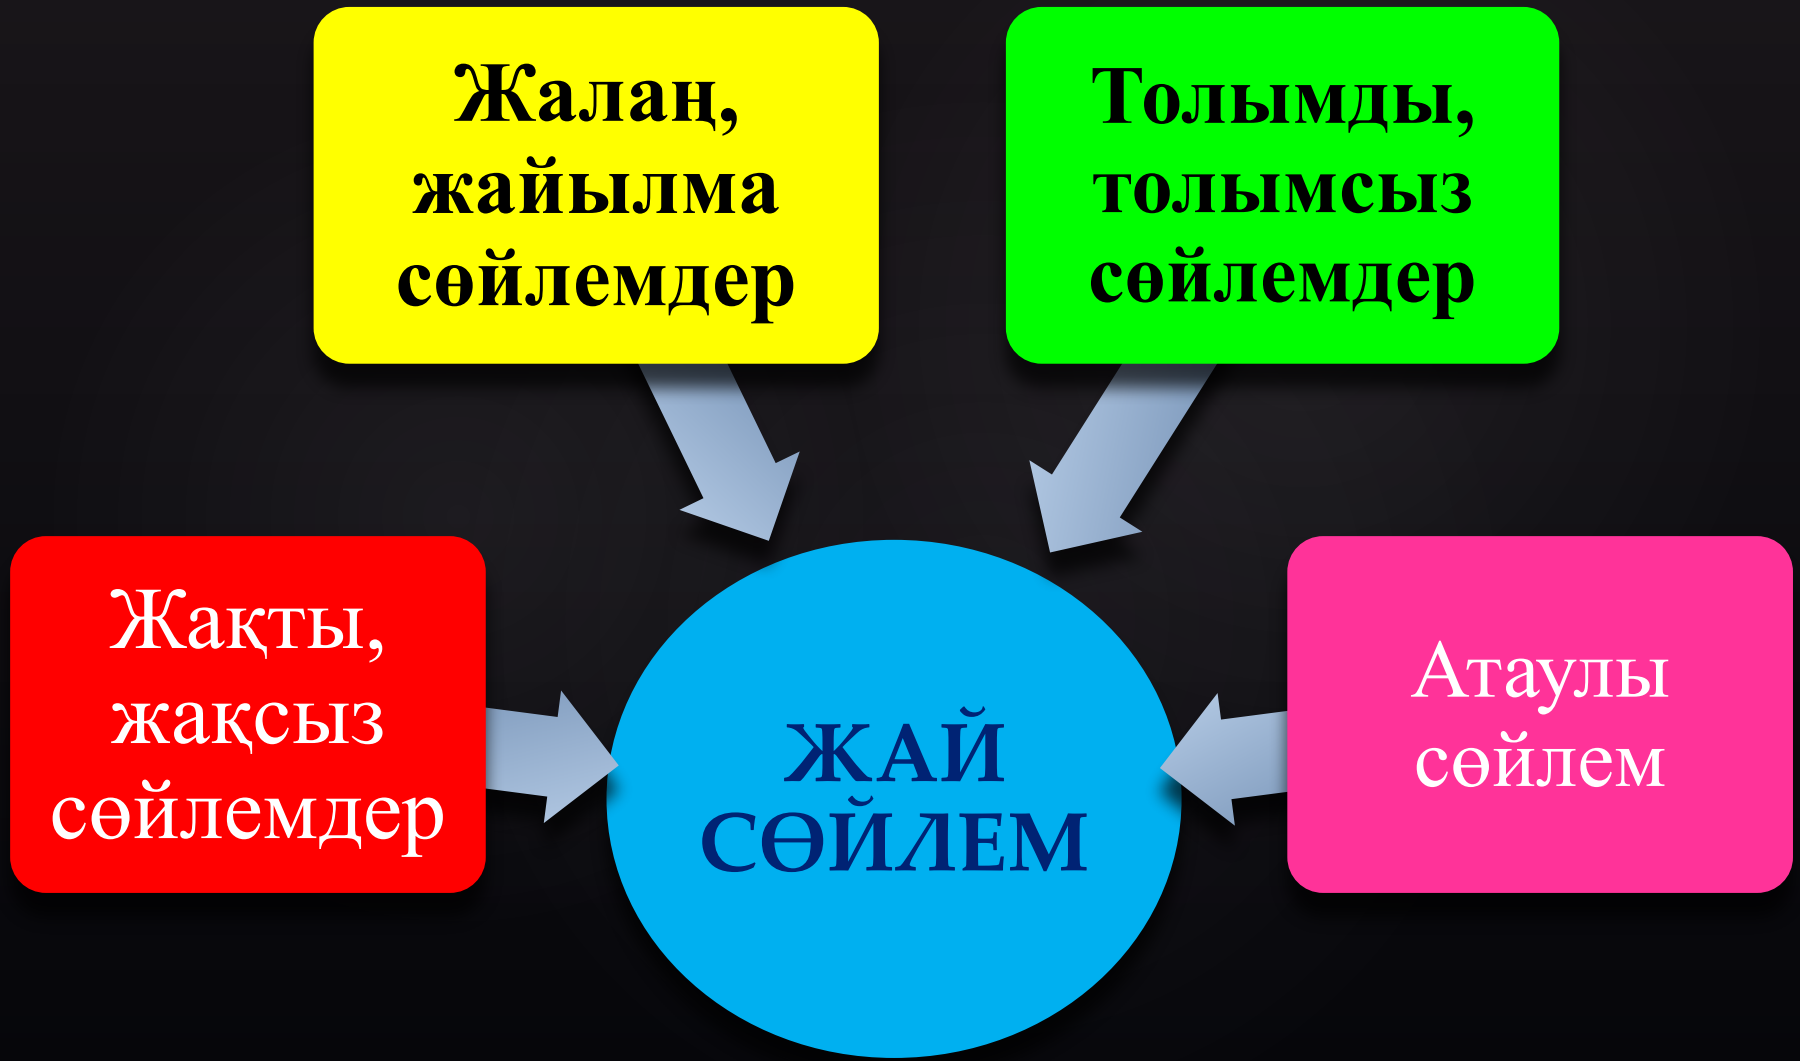 Жалаң,
жайылма
сөйлемдер
Толымды,
толымсыз
сөйлемдер
Жақты,
жақсыз
сөйлемдер
ЖАЙ
СӨЙЛЕМ
Атаулы
сөйлем